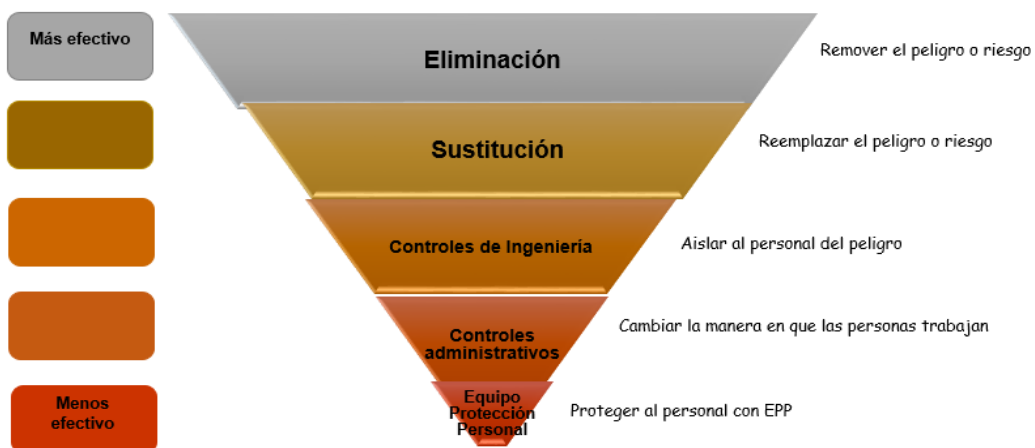 Más efectivo
Eliminación
Remover el peligro o riesgo
Sustitución
Reemplazar el peligro o riesgo
Controles de Ingeniería
Aislar al personal del peligro
Controles
administrativos
Cambiar la manera en que las personas trabajan
Menos
efectivo
Equipo
Protección
Personal
Proteger al personal con EPP